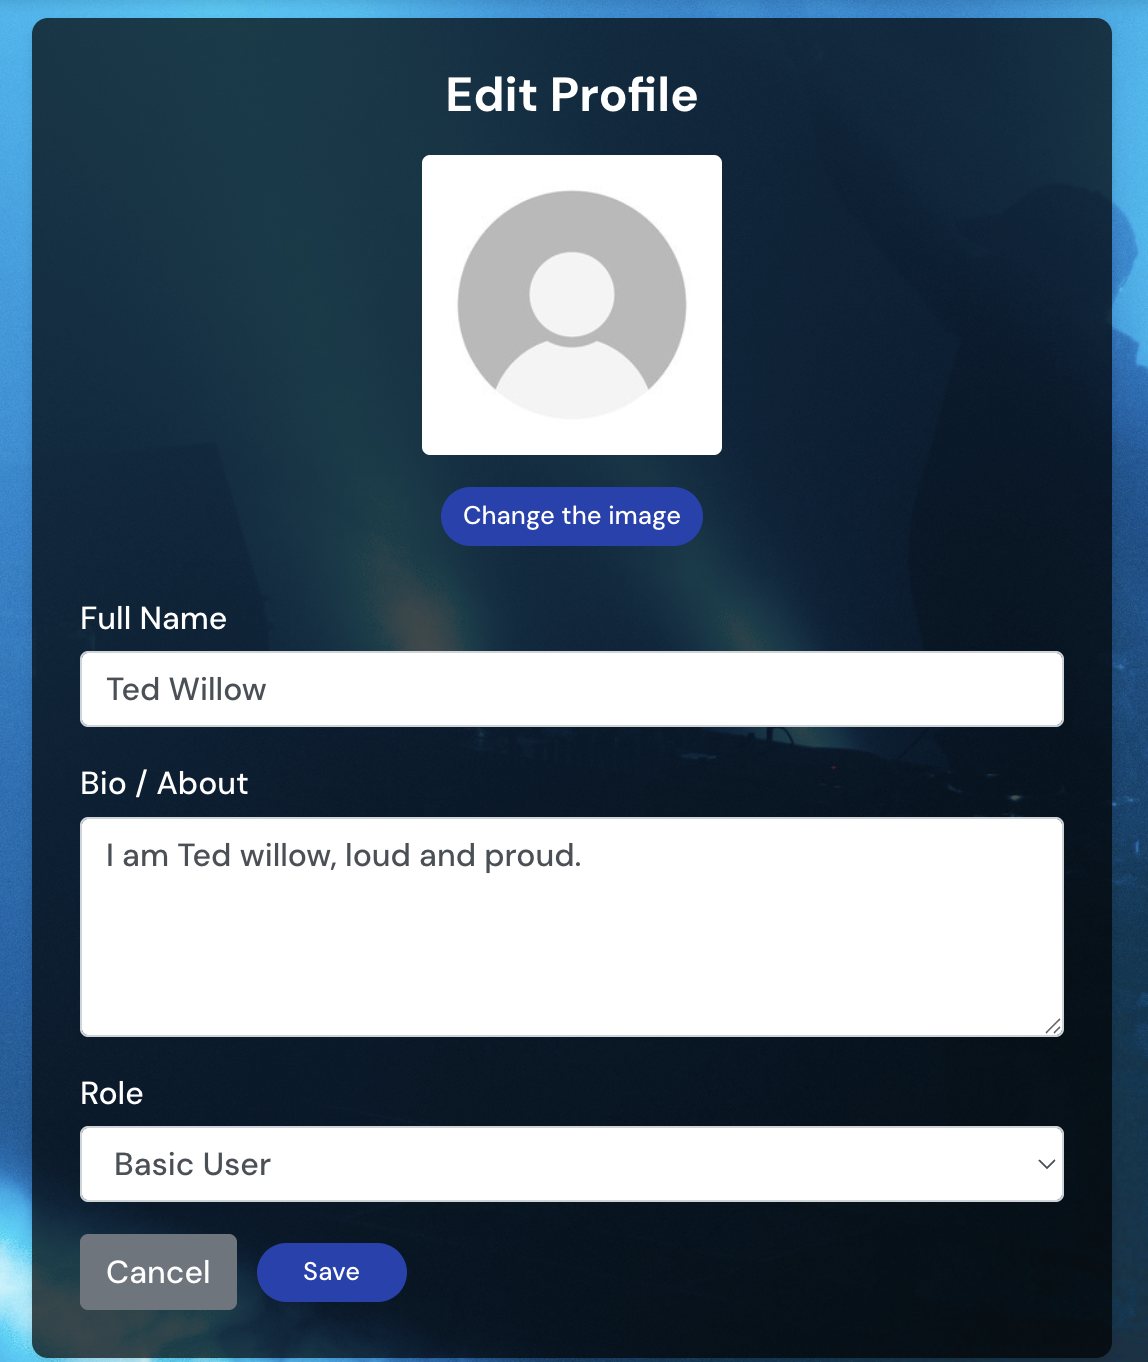 Edit Profile
Change the image
Full Name
Ted Willow
Bio / About
I am Ted willow, loud and proud.
Role
Basic User
Cancel
Save